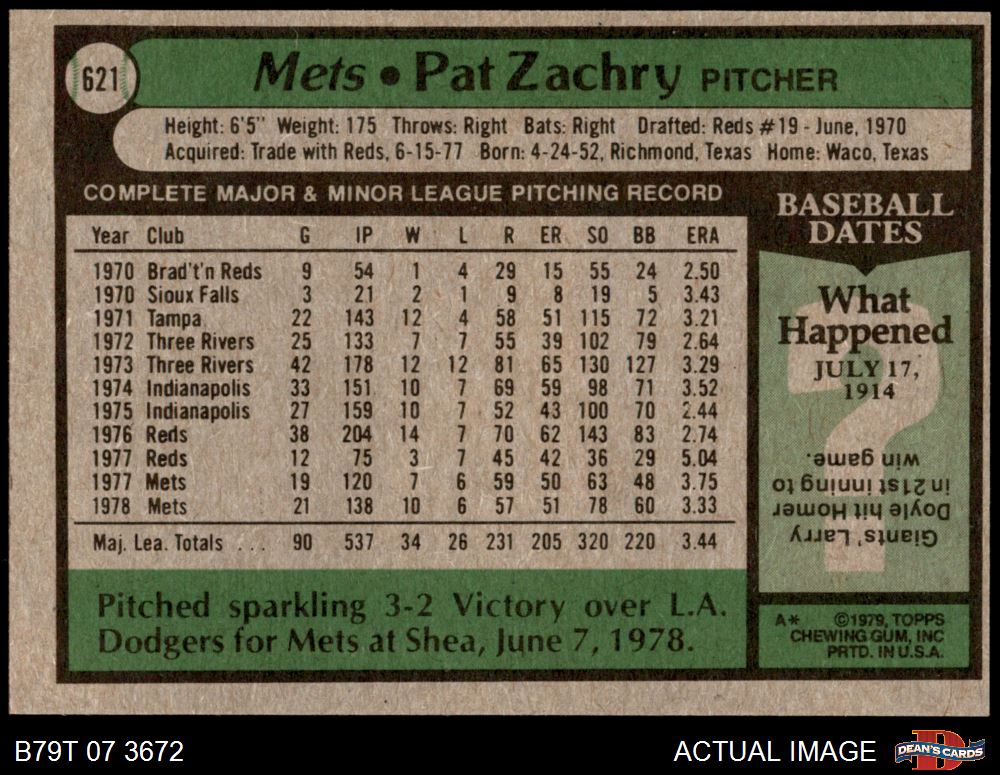 621
Mets • Pat Zachry PITCHER
Height: 6'5" Weight: 175 Throws: Right Bats: Right Drafted: Reds #19 - June, 1970
Acquired: Trade with Reds, 6-15-77 Born: 4-24-52, Richmond, Texas Home: Waco, Texas
COMPLETE MAJOR & MINOR LEAGUE PITCHING RECORD
Year Club G IP W L R ER SO BB ERA
1970 Brad't'n Reds 9 54 1 4 29 15 55 24 2.50
1970 Sioux Falls 3 21 2 1 9 8 19 5 3.43
1971 Tampa 22 143 12 4 58 51 115 72 3.21
1972 Three Rivers 25 133 7 7 55 39 102 79 2.64
1973 Three Rivers 42 178 12 12 81 65 130 127 3.29
1974 Indianapolis 33 151 10 7 69 59 98 71 3.52
1975 Indianapolis 27 159 10 7 52 43 100 70 2.44
1976 Reds 38 204 14 7 70 62 143 83 2.74
1977 Reds 12 75 3 7 45 42 36 29 5.04
1977 Mets 19 120 7 6 59 50 63 48 3.75
1978 Mets 21 138 10 6 57 51 78 60 3.33
Maj. Lea. Totals . . . 90 537 34 26 231 205 320 220 3.44
Pitched sparkling 3-2 Victory over L.A.
Dodgers for Mets at Shea, June 7, 1978.
BASEBALL
DATES
What
Happened
JULY 17,
1914
?
Giants' Larry
Doyle hit Homer
in 21st inning to
win game.
A* ©1979, TOPPS
CHEWING GUM, INC
PRTD. IN U.S.A.
B79T 07 3672
ACTUAL IMAGE
D
DEAN'S CARDS